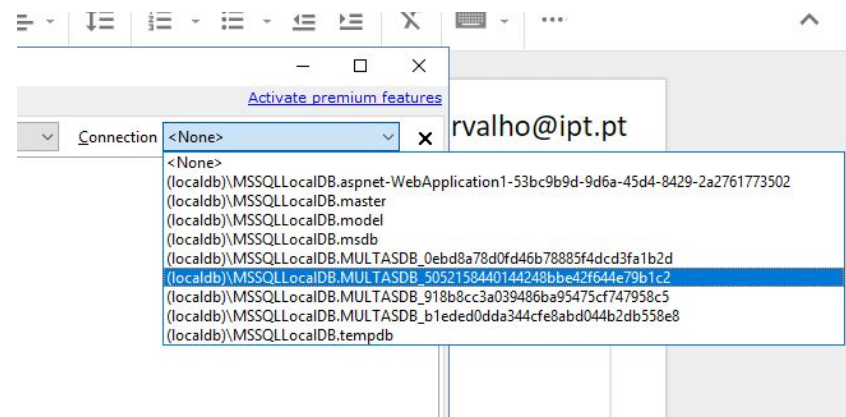 Activate premium features
Connection <None>
rvalho@ipt.pt
<None>
(localdb)\MSSQLLocalDB.aspnet-WebApplication1-53bc9b9d-9d6a-45d4-8429-2a2761773502
(localdb)\MSSQLLocalDB.master
(localdb)\MSSQLLocalDB.model
(localdb)\MSSQLLocalDB.msdb
(localdb)\MSSQLLocalDB.MULTASDB_0ebd8a78d0fd46b78885f4dcd3fa1b2d
(localdb)\MSSQLLocalDB.MULTASDB_5052158440144248bbe42f644e79b1c2
(localdb)\MSSQLLocalDB.MULTASDB_918b8cc3a039486ba95475cf747958c5
(localdb)\MSSQLLocalDB.MULTASDB_b1eded0dda344cfe8abd044b2db558e8
(localdb)\MSSQLLocalDB.tempdb